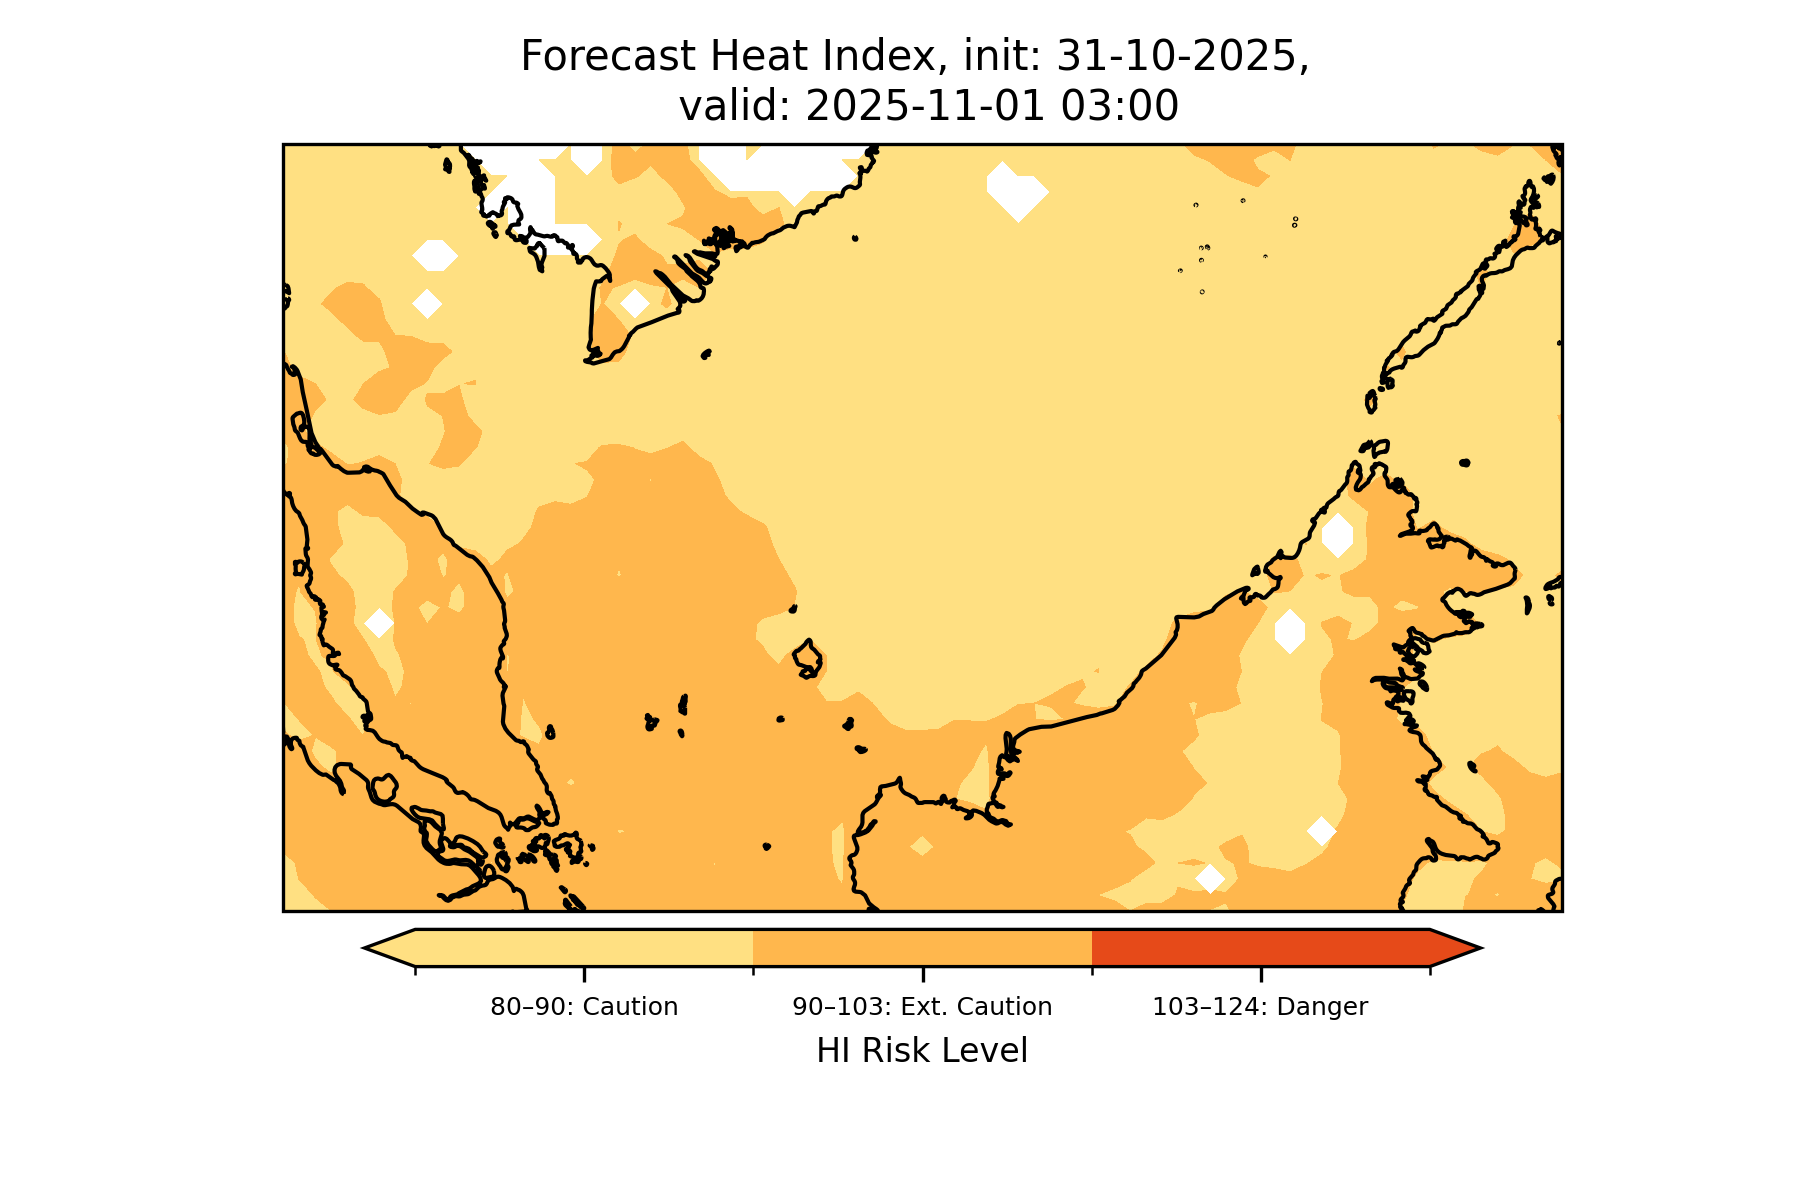 Forecast Heat Index, init: 31-10-2025,
valid: 2025-11-01 03:00
80–90: Caution
90–103: Ext. Caution
103–124: Danger
HI Risk Level